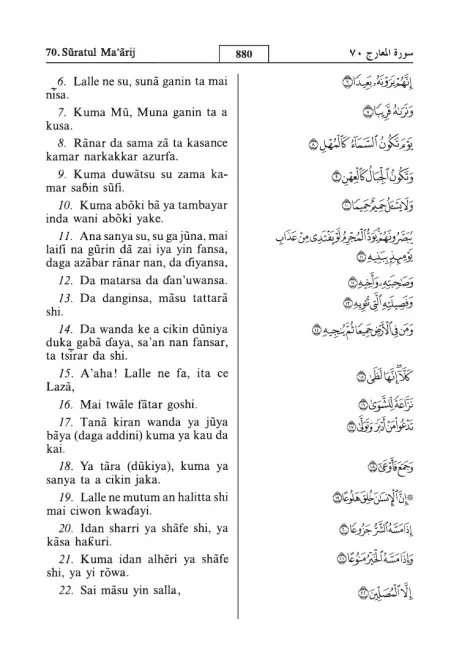 70. Sūratul Ma‘ārij
880
سورة المعارج ٧٠
6. Lalle ne su, sunā ganin ta mai
nīsa.
7. Kuma Mū, Muna ganin ta a
kusa.
8. Rānar da sama zā ta kasance
kamar narkakkar azurfa.
9. Kuma duwātsu su zama ka-
mar saɓin sūfi.
10. Kuma abōki bā ya tambayar
inda wani abōki yake.
11. Ana sanya su, su ga jūna, mai
laifi na gūrin dā zai iya yin fansa,
daga azābar rānar nan, da ɗiyansa,
12. Da matarsa da ɗan'uwansa.
13. Da danginsa, māsu tattarā
shi.
14. Da wanda ke a cikin dūniya
duka gabā ɗaya, sa'an nan fansar,
ta tsīrar da shi.
15. A'aha! Lalle ne fa, ita ce
Lazā,
16. Mai twāle fātar goshi.
17. Tanā kiran wanda ya jūya
bāya (daga addini) kuma ya kau da
kai.
18. Ya tāra (dūkiya), kuma ya
sanya ta a cikin jaka.
19. Lalle ne mutum an halitta shi
mai ciwon kwaɗayi.
20. Idan sharri ya shāfe shi, ya
kāsa haƙuri.
21. Kuma idan alhēri ya shāfe
shi, ya yi rōwa.
22. Sai māsu yin salla,
إِنَّهُمْ يَرَوْنَهُۥ بَعِيدًا ٦
وَنَرَىٰهُ قَرِيبًا ٧
يَوْمَ تَكُونُ ٱلسَّمَآءُ كَٱلْمُهْلِ ٨
وَتَكُونُ ٱلْجِبَالُ كَٱلْعِهْنِ ٩
وَلَا يَسْـَٔلُ حَمِيمٌ حَمِيمًا ١٠
يُبَصَّرُونَهُمْ يَوَدُّ ٱلْمُجْرِمُ لَوْ يَفْتَدِى مِنْ عَذَابِ
يَوْمِئِذٍۭ بِبَنِيهِ ١١
وَصَـٰحِبَتِهِۦ وَأَخِيهِ ١٢
وَفَصِيلَتِهِ ٱلَّتِى تُـْٔوِيهِ ١٣
وَمَن فِى ٱلْأَرْضِ جَمِيعًا ثُمَّ يُنجِيهِ ١٤
كَلَّآ إِنَّهَا لَظَىٰ ١٥
نَزَّاعَةً لِّلشَّوَىٰ ١٦
تَدْعُوا۟ مَنْ أَدْبَرَ وَتَوَلَّىٰ ١٧
وَجَمَعَ فَأَوْعَىٰٓ ١٨
۞ إِنَّ ٱلْإِنسَـٰنَ خُلِقَ هَلُوعًا ١٩
إِذَا مَسَّهُ ٱلشَّرُّ جَزُوعًا ٢٠
وَإِذَا مَسَّهُ ٱلْخَيْرُ مَنُوعًا ٢١
إِلَّا ٱلْمُصَلِّينَ ٢٢